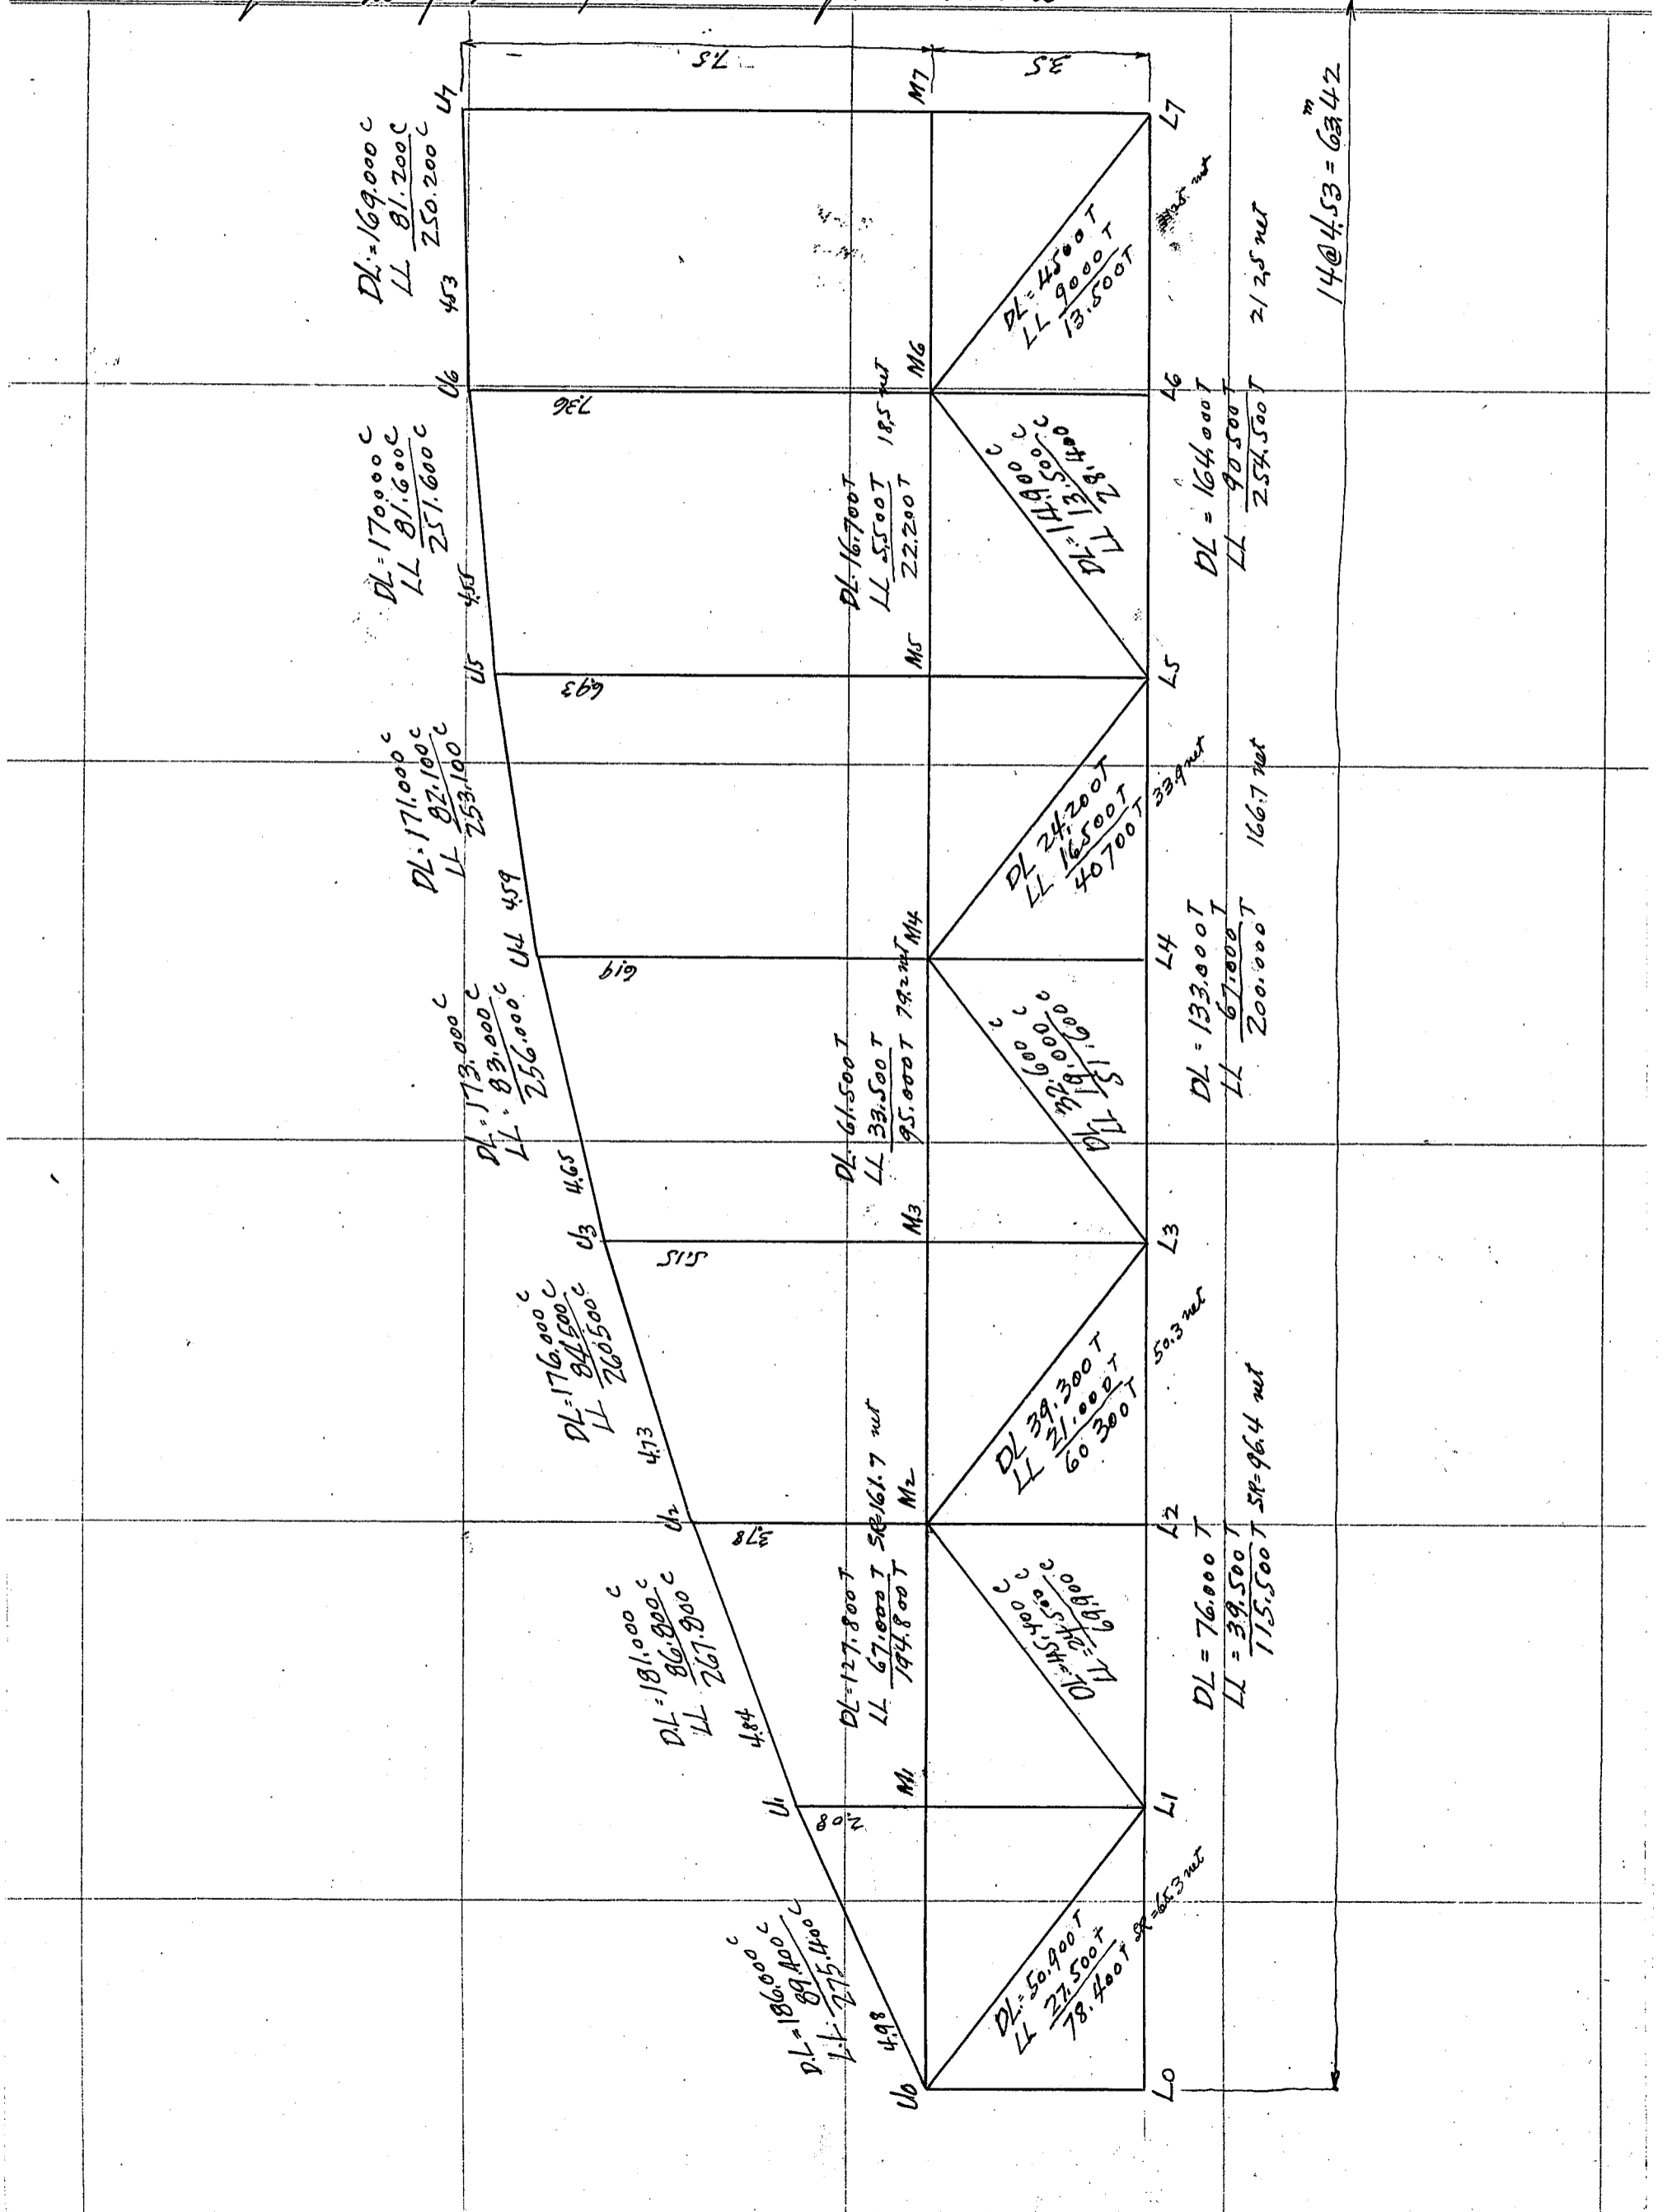 DL=169.000 C
LL 81.200 C
250.200 C
DL=170.000 C
LL 81.600 C
251.600 C
DL=171.000 C
LL 82.100 C
253.100 C
DL=173.000 C
LL=83.000 C
256.000 C
DL=176.000 C
LL 84.500 C
260500 C
D.L=181.000 C
LL 86.800 C
267.800 C
D.L=186.000 C
L.L. 89.400 C
275.400 C
U0
4.98
U1
4.84
U2
4.73
U3
4.65
U4
4.59
U5
4.55
U6
4.53
U7
2.08
3.78
5.15
6.19
6.93
7.36
7.5
3.5
DL=127.800 T
LL 67.000 T SR=161.7 net
194.800 T
DL 61.500 T
LL 33.500 T
95.000 T 79.2 net
DL 16.700 T
LL 5,500 T 18,5 net
22.200 T
M1
M2
M3
M4
M5
M6
M7
DL=50.900 T
LL 27.500 T
78.400 T SR=65.3 net
DL=45.400 C
LL=24.500 C
69.900 C
DL 39.300 T
LL 21.000 T
60 300 T
50.3 net
DL 32.600 C
LL 19.000 C
51.600 C
DL 24.200 T
LL 16500 T
40700 T 33.9 net
DL=14.900 C
LL 13.500 C
28.400
DL=4500 T
LL 9000 T
13.500 T
L0
L1
L2
L3
L4
L5
L6
L7
DL=76.000 T
LL=39.500 T
115.500 T SR=96.4 net
DL=133.000 T
LL 67.000 T
200.000 T
166.7 net
DL=164.000 T
LL 90 500 T
254.500 T
212,5 net
14@4.53=63.42 m